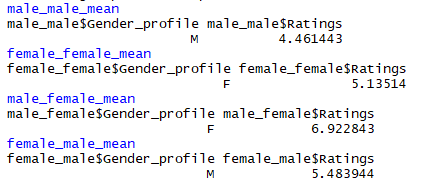 male_male_mean
male_male$Gender_profile male_male$Ratings
M 4.461443
female_female_mean
female_female$Gender_profile female_female$Ratings
F 5.13514
male_female_mean
male_female$Gender_profile male_female$Ratings
F 6.922843
female_male_mean
female_male$Gender_profile female_male$Ratings
M 5.483944